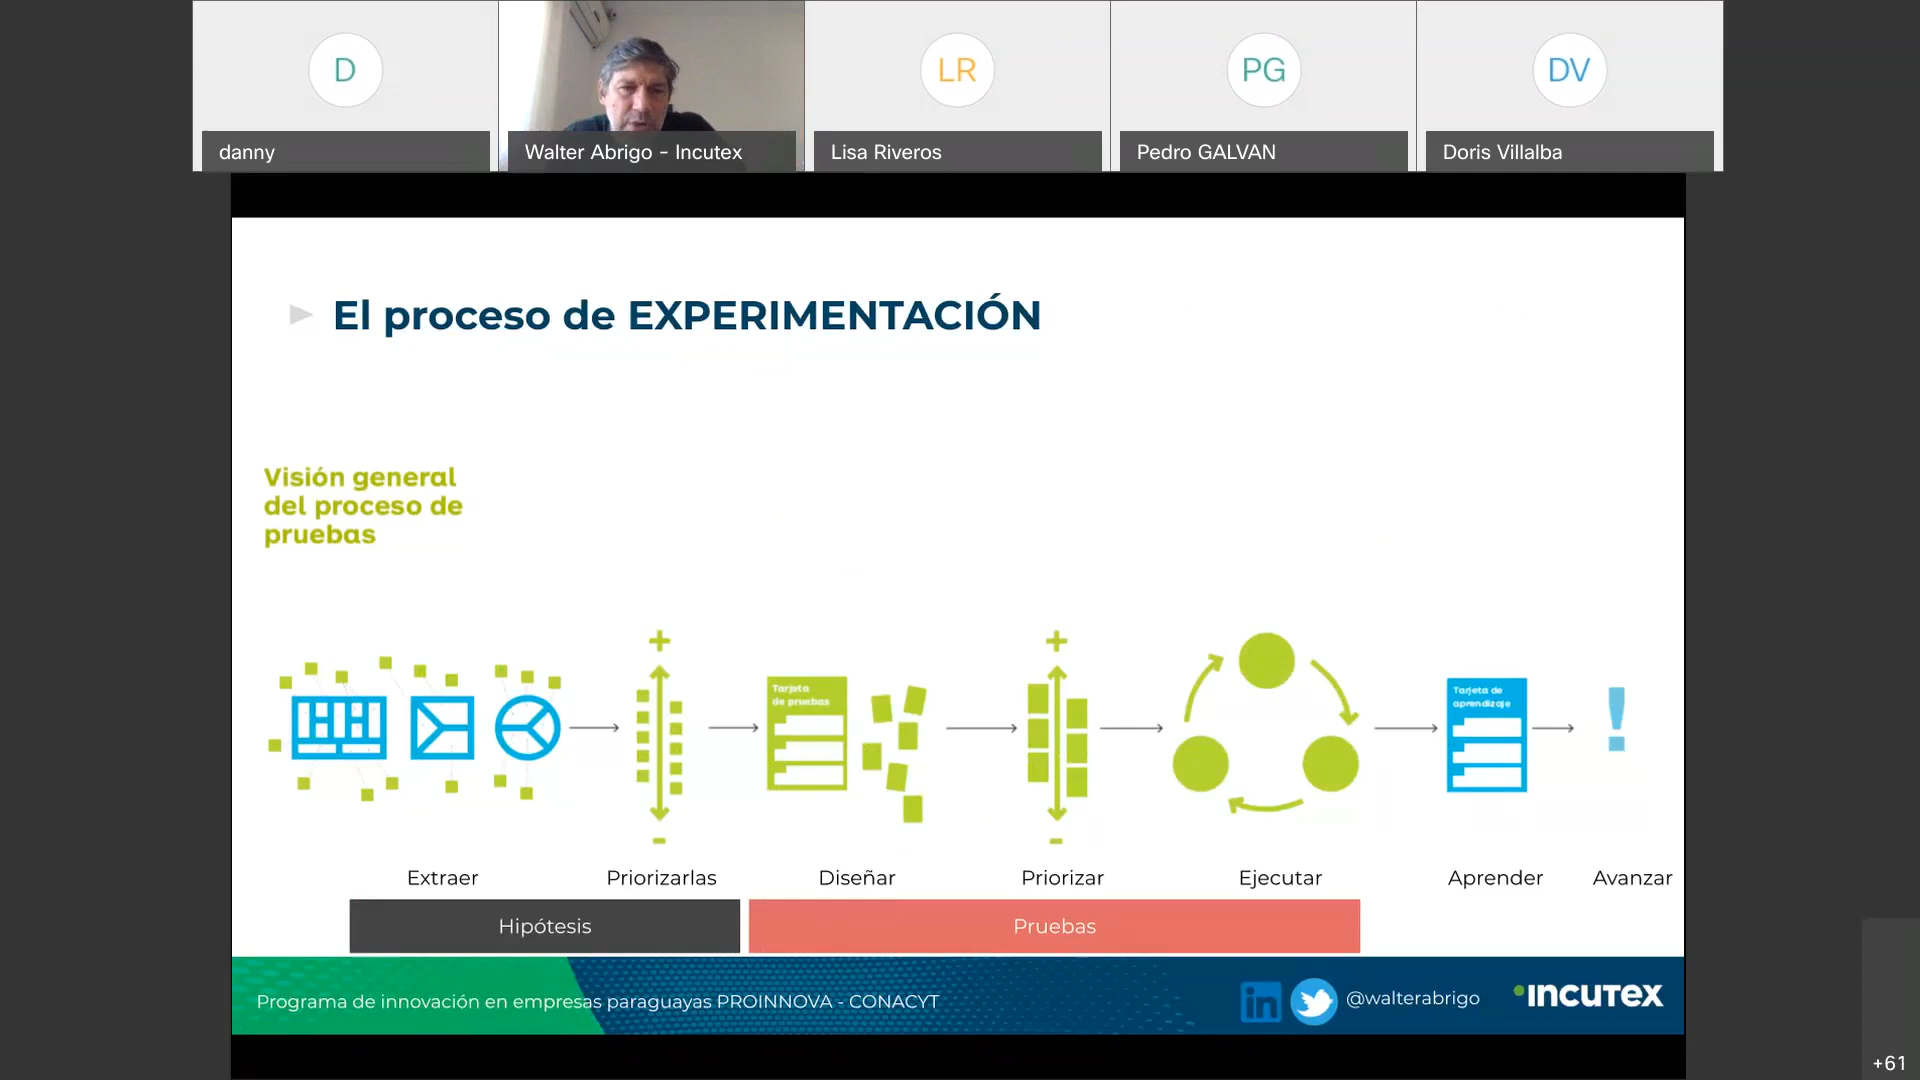 D
LR
PG
DV
danny
Walter Abrigo - Incutex
Lisa Riveros
Pedro GALVAN
Doris Villalba
El proceso de EXPERIMENTACIÓN
Visión general
del proceso de
pruebas
+
+
Tarjeta
de pruebas
Tarjeta de
aprendizaje
!
-
-
Extraer
Priorizarlas
Diseñar
Priorizar
Ejecutar
Aprender
Avanzar
Hipótesis
Pruebas
Programa de innovación en empresas paraguayas PROINNOVA - CONACYT
in
@walterabrigo
INCUTEX
+61